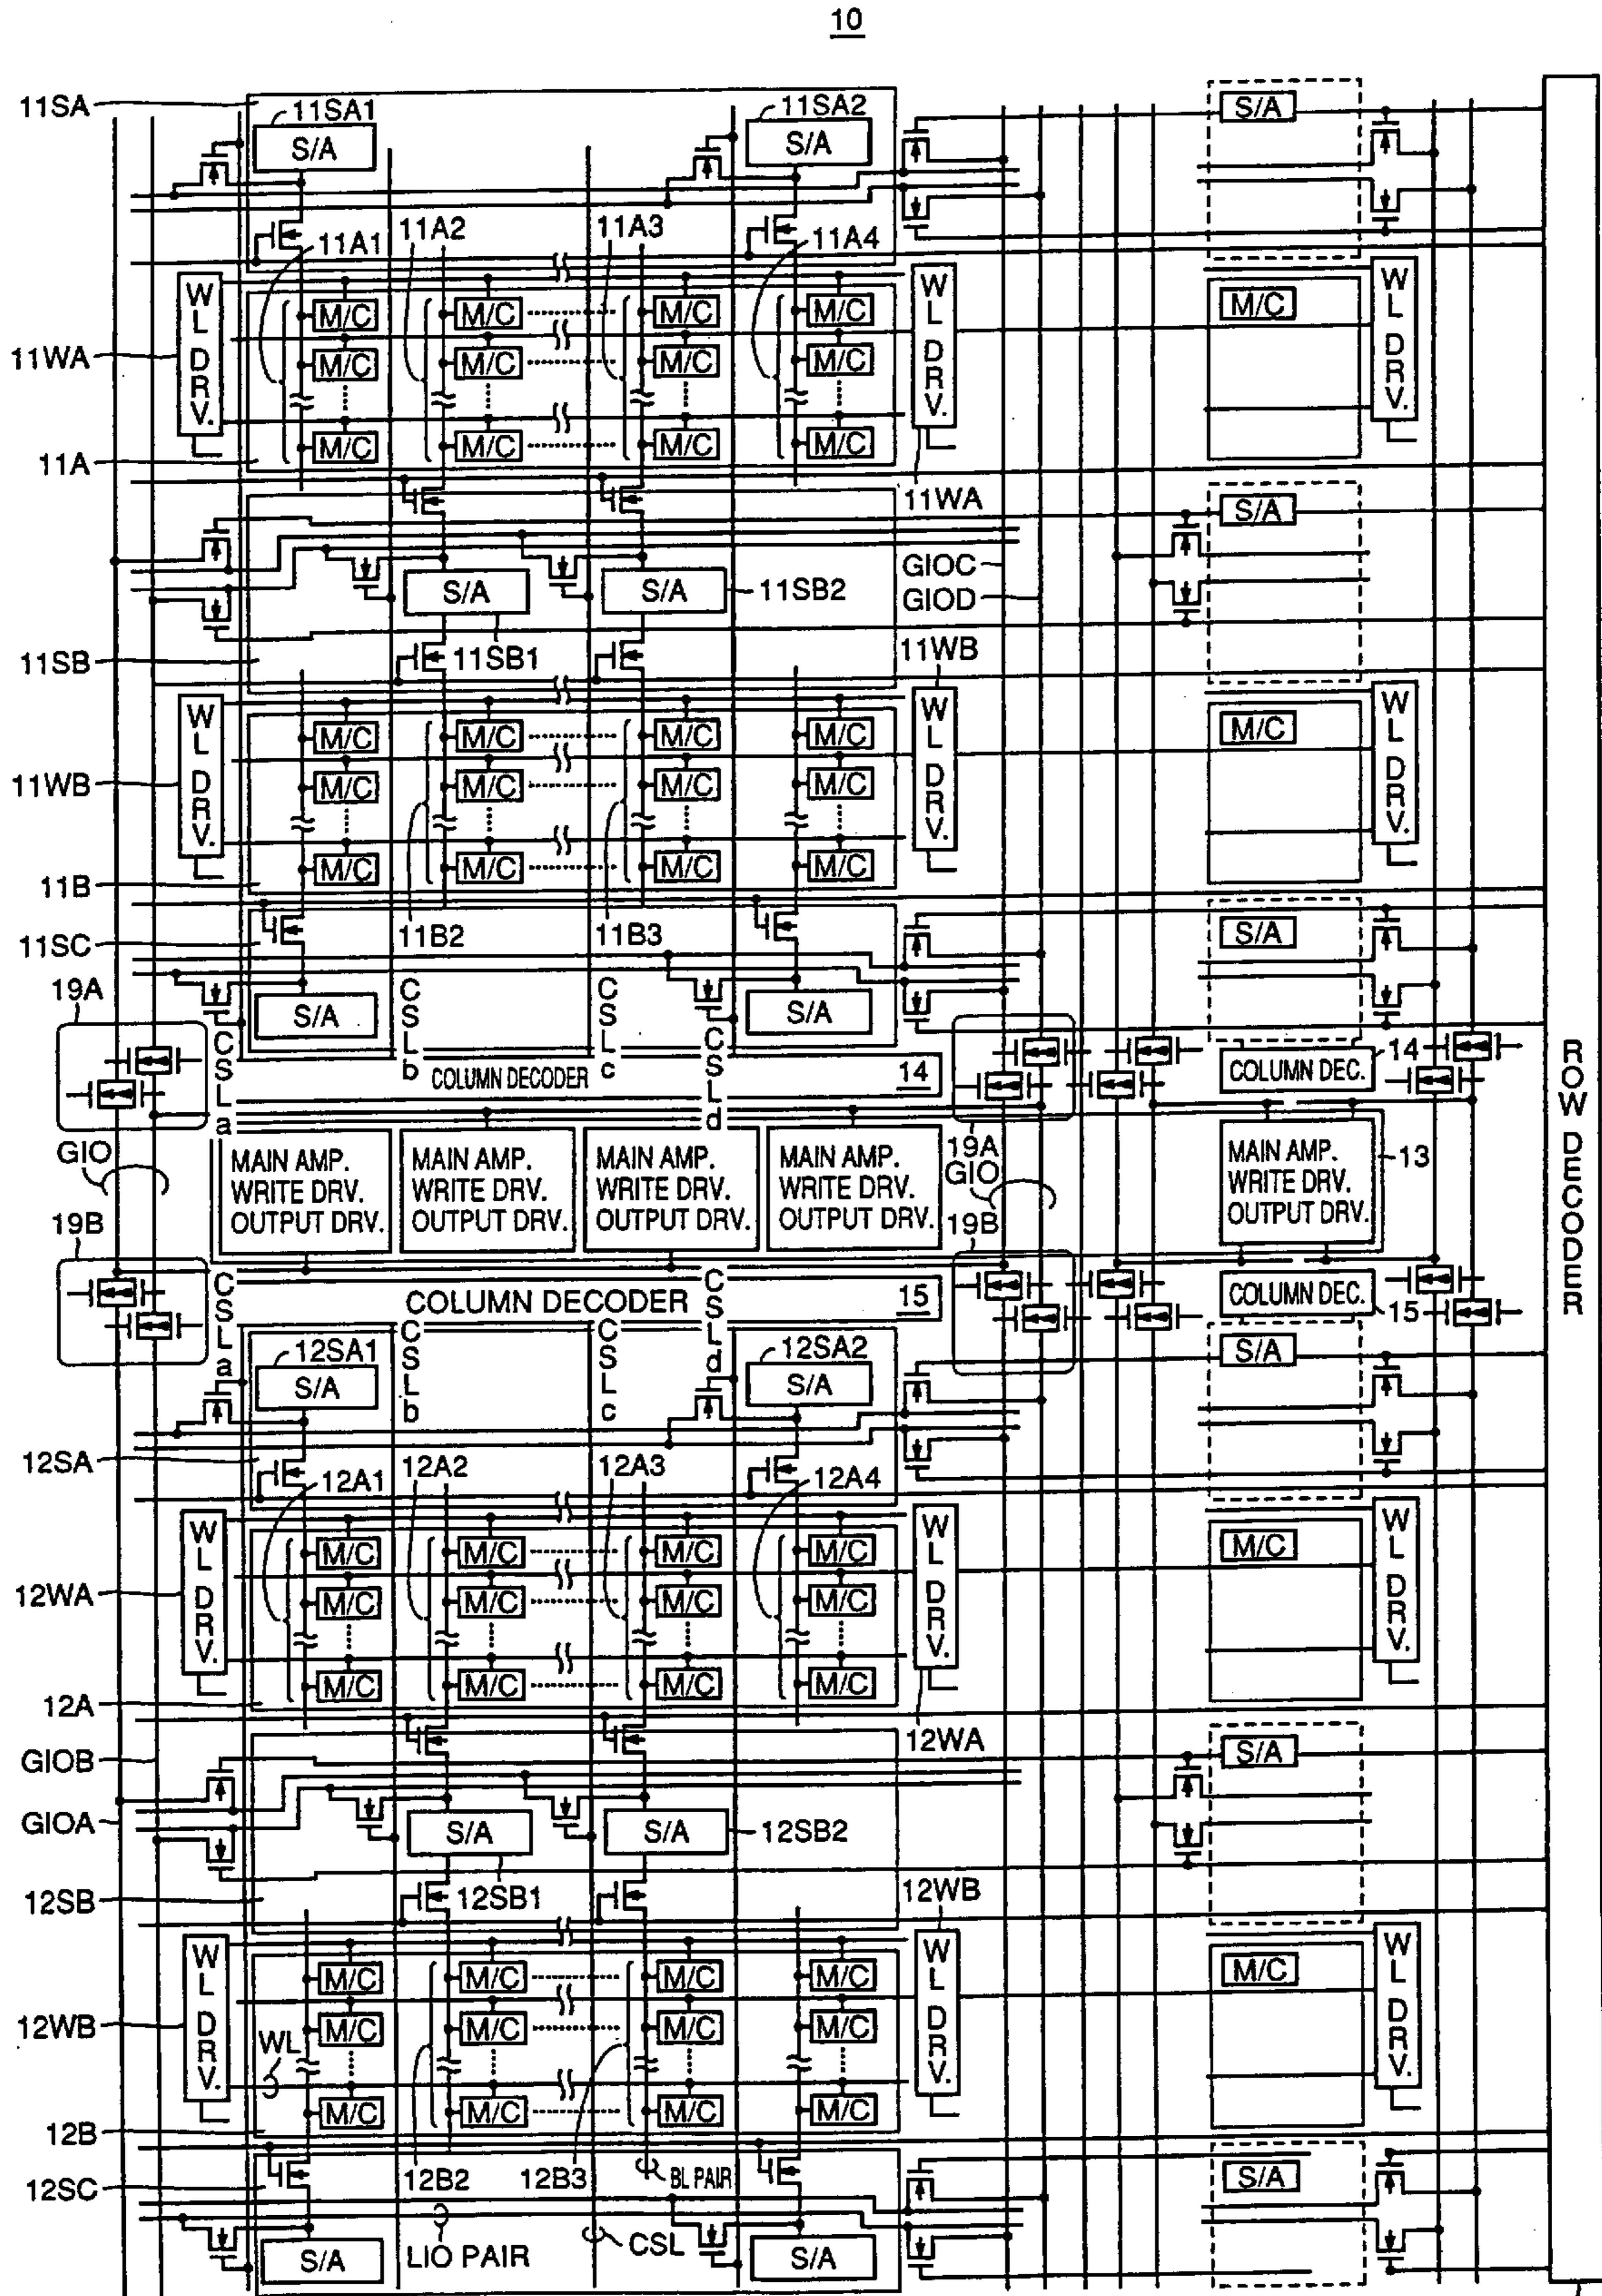 10
11SA
11SA1
S/A
11SA2
S/A
S/A
11A1
11A2
11A3
11A4
WL DRV.
WL DRV.
WL DRV.
M/C
M/C
M/C
M/C
M/C
11WA
M/C
M/C
M/C
M/C
M/C
M/C
M/C
M/C
11A
11WA
S/A
GIOC
GIOD
S/A
S/A
11SB2
11SB
11SB1
11WB
WL DRV.
WL DRV.
WL DRV.
M/C
M/C
M/C
M/C
M/C
11WB
M/C
M/C
M/C
M/C
M/C
M/C
M/C
M/C
11B
11SC
11B2
11B3
S/A
19A
S/A
S/A
CSLa
CSLb
CSLc
CSLd
COLUMN DECODER
14
COLUMN DEC.
14
ROW DECODER
GIO
MAIN AMP.
WRITE DRV.
OUTPUT DRV.
MAIN AMP.
WRITE DRV.
OUTPUT DRV.
MAIN AMP.
WRITE DRV.
OUTPUT DRV.
MAIN AMP.
WRITE DRV.
OUTPUT DRV.
19A
GIO
MAIN AMP.
WRITE DRV.
OUTPUT DRV.
13
19B
19B
CSLa
CSLb
CSLc
CSLd
COLUMN DECODER
15
COLUMN DEC.
15
12SA1
S/A
12SA2
S/A
S/A
12SA
12A1
12A2
12A3
12A4
WL DRV.
WL DRV.
WL DRV.
M/C
M/C
M/C
M/C
M/C
12WA
M/C
M/C
M/C
M/C
M/C
M/C
M/C
M/C
12A
12WA
GIOB
S/A
GIOA
S/A
S/A
12SB2
12SB
12SB1
12WB
WL DRV.
WL DRV.
WL DRV.
M/C
M/C
M/C
M/C
M/C
12WB
M/C
M/C
M/C
M/C
WL
M/C
M/C
M/C
M/C
12B
12SC
12B2
12B3
BL PAIR
S/A
S/A
LIO PAIR
CSL
S/A